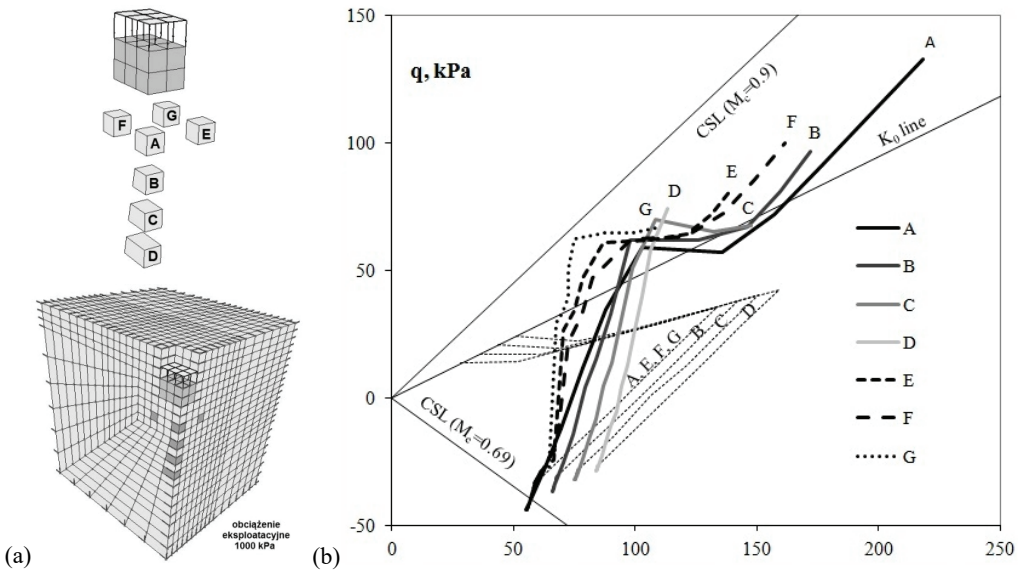 F
G
E
A
B
C
D
obciążenie
eksploatacyjne
1000 kPa
(a)
(b)
150
100
50
0
-50
0
50
100
150
200
250
q, kPa
CSL (Mc=0.9)
K0 line
CSL (Me=0.69)
A
B
F
E
D
G
C
A, E, F, G
B
C
D
A
B
C
D
E
F
G